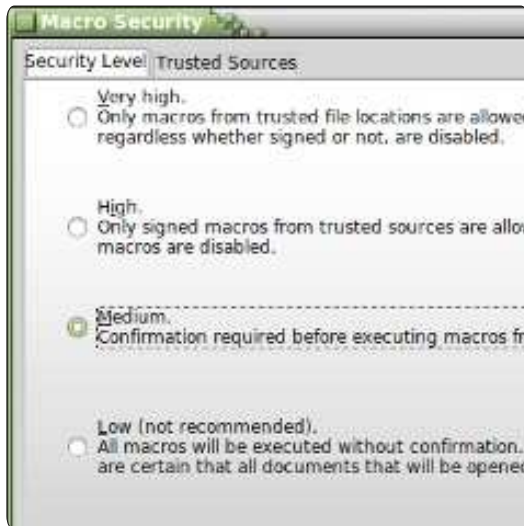 Macro Security
Security Level Trusted Sources
Very high.
Only macros from trusted file locations are allowe
regardless whether signed or not, are disabled.
High.
Only signed macros from trusted sources are allo
macros are disabled.
Medium.
Confirmation required before executing macros fr
Low (not recommended).
All macros will be executed without confirmation.
are certain that all documents that will be opened